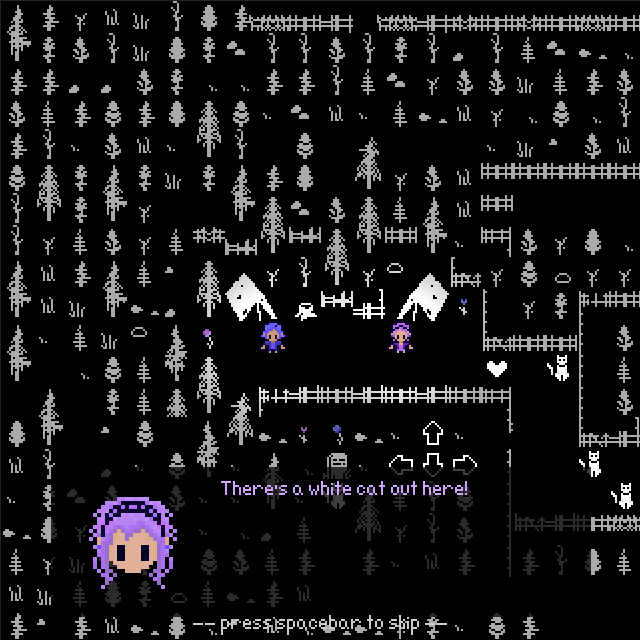 There's a white cat out here!
-- press spacebar to skip --